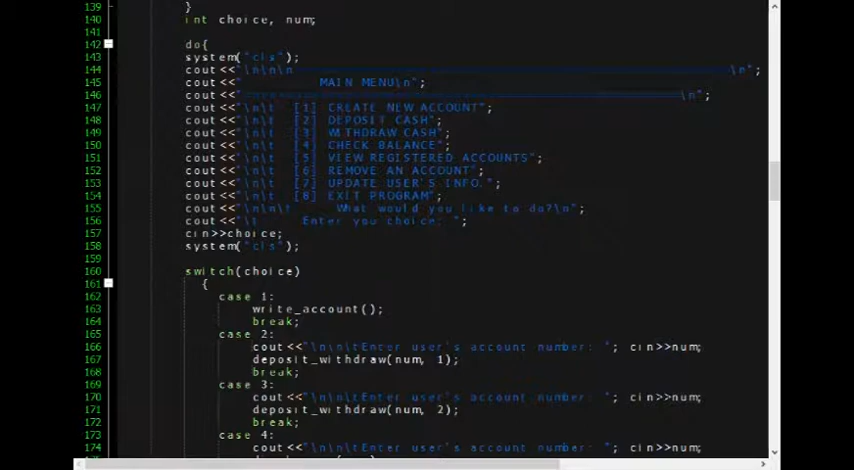 139 }
140 int choice, num;
141
142 do{
143 system("cls");
144 cout<<"\n\n\n══════════════════════════════════════════════════\n";
145 cout<<" MAIN MENU\n";
146 cout<<"══════════════════════════════════════════════════\n";
147 cout<<"\n\t [1] CREATE NEW ACCOUNT";
148 cout<<"\n\t [2] DEPOSIT CASH";
149 cout<<"\n\t [3] WITHDRAW CASH";
150 cout<<"\n\t [4] CHECK BALANCE";
151 cout<<"\n\t [5] VIEW REGISTERED ACCOUNTS";
152 cout<<"\n\t [6] REMOVE AN ACCOUNT";
153 cout<<"\n\t [7] UPDATE USER'S INFO.";
154 cout<<"\n\t [8] EXIT PROGRAM";
155 cout<<"\n\n\t What would you like to do?\n";
156 cout<<"\t Enter you choice: ";
157 cin>>choice;
158 system("cls");
159
160 switch(choice)
161 {
162 case 1:
163 write_account();
164 break;
165 case 2:
166 cout<<"\n\n\tEnter user's account number: "; cin>>num;
167 deposit_withdraw(num, 1);
168 break;
169 case 3:
170 cout<<"\n\n\tEnter user's account number: "; cin>>num;
171 deposit_withdraw(num, 2);
172 break;
173 case 4:
174 cout<<"\n\n\tEnter user's account number: "; cin>>num;